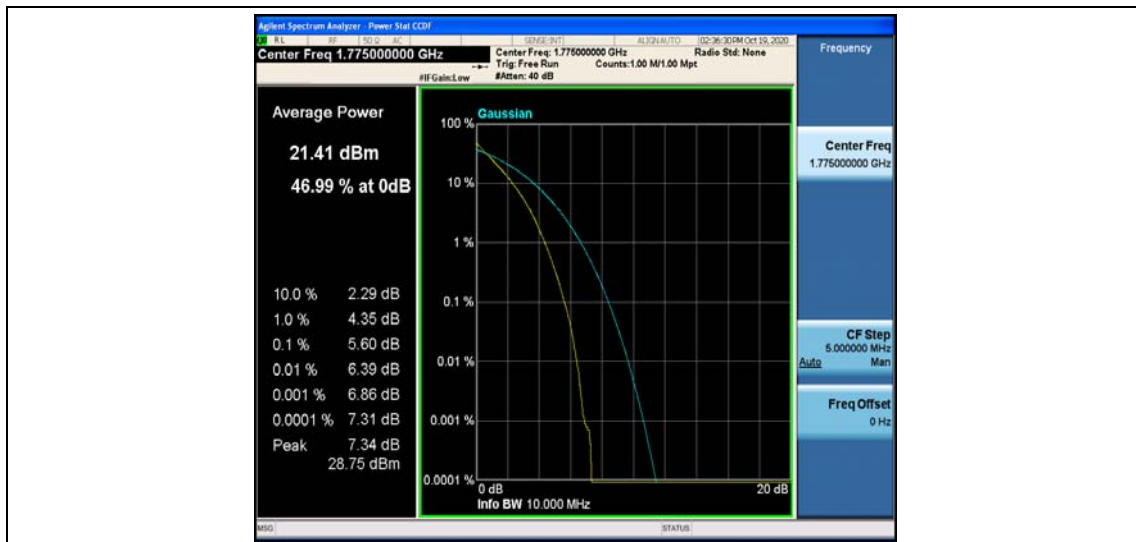 Agilent Spectrum Analyzer - Power Stat CCDF
RL RF 50 Ω AC SENSE:INT ALIGNAUTO 02:36:30 PM Oct 19, 2020
Center Freq 1.775000000 GHz
Center Freq: 1.775000000 GHz Radio Std: None
Trig: Free Run Counts:1.00 M/1.00 Mpt
#IFGain:Low #Atten: 40 dB
Frequency
Average Power
21.41 dBm
46.99 % at 0dB
10.0 % 2.29 dB
1.0 % 4.35 dB
0.1 % 5.60 dB
0.01 % 6.39 dB
0.001 % 6.86 dB
0.0001 % 7.31 dB
Peak 7.34 dB
28.75 dBm
Gaussian
100 %
10 %
1 %
0.1 %
0.01 %
0.001 %
0.0001 %
0 dB 20 dB
Info BW 10.000 MHz
Center Freq
1.775000000 GHz
CF Step
5.000000 MHz
Auto Man
Freq Offset
0 Hz
MSG STATUS